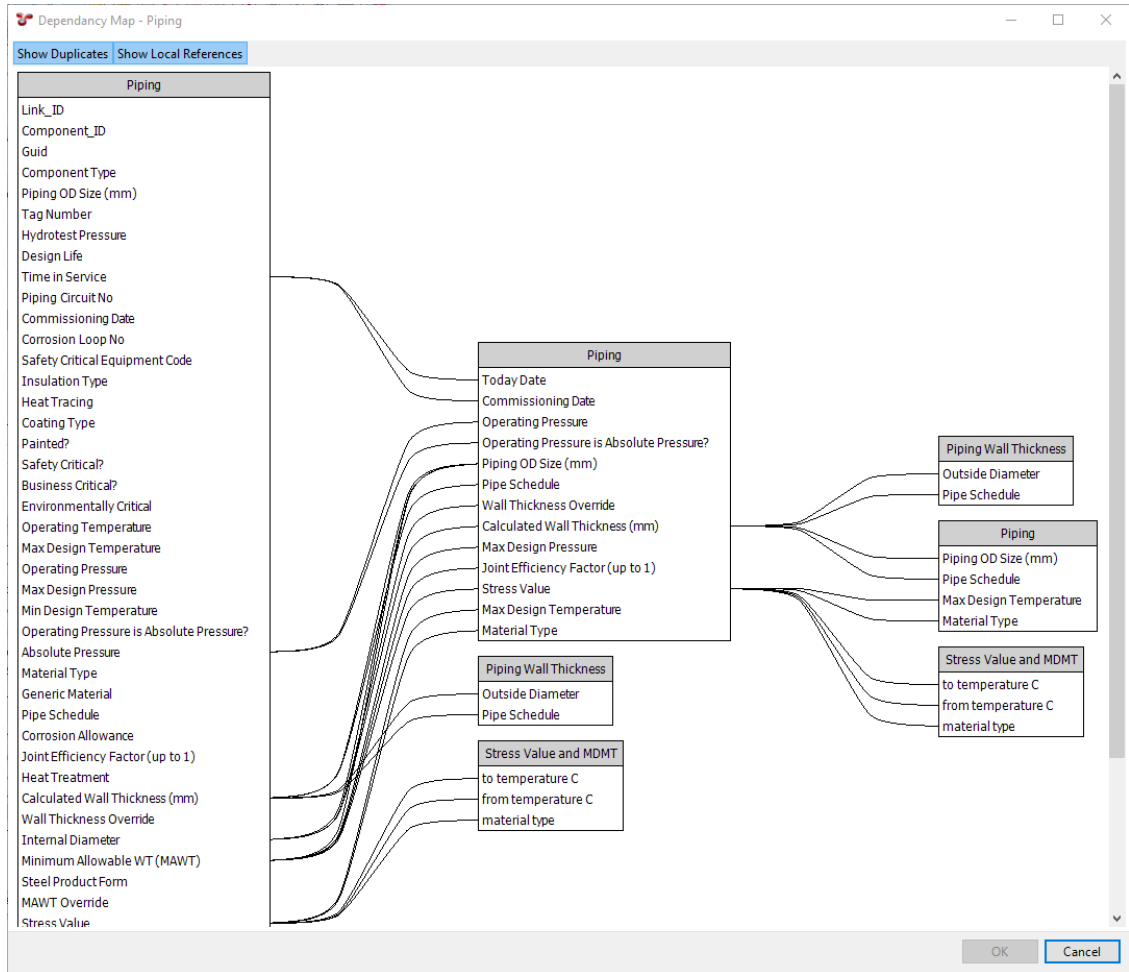 Dependancy Map - Piping
Show Duplicates Show Local References
Piping
Link_ID
Component_ID
Guid
Component Type
Piping OD Size (mm)
Tag Number
Hydrotest Pressure
Design Life
Time in Service
Piping Circuit No
Commissioning Date
Corrosion Loop No
Safety Critical Equipment Code
Insulation Type
Heat Tracing
Coating Type
Painted?
Safety Critical?
Business Critical?
Environmentally Critical
Operating Temperature
Max Design Temperature
Operating Pressure
Max Design Pressure
Min Design Temperature
Operating Pressure is Absolute Pressure?
Absolute Pressure
Material Type
Generic Material
Pipe Schedule
Corrosion Allowance
Joint Efficiency Factor (up to 1)
Heat Treatment
Calculated Wall Thickness (mm)
Wall Thickness Override
Internal Diameter
Minimum Allowable WT (MAWT)
Steel Product Form
MAWT Override
Stress Value
Piping
Today Date
Commissioning Date
Operating Pressure
Operating Pressure is Absolute Pressure?
Piping OD Size (mm)
Pipe Schedule
Wall Thickness Override
Calculated Wall Thickness (mm)
Max Design Pressure
Joint Efficiency Factor (up to 1)
Stress Value
Max Design Temperature
Material Type
Piping Wall Thickness
Outside Diameter
Pipe Schedule
Stress Value and MDMT
to temperature C
from temperature C
material type
Piping Wall Thickness
Outside Diameter
Pipe Schedule
Piping
Piping OD Size (mm)
Pipe Schedule
Max Design Temperature
Material Type
Stress Value and MDMT
to temperature C
from temperature C
material type
OK Cancel